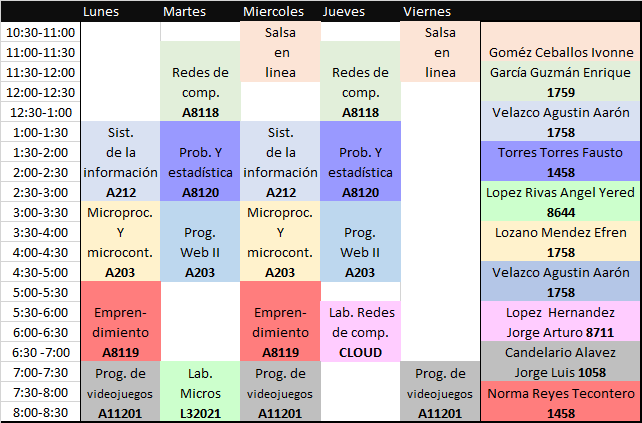 Lunes Martes Miercoles Jueves Viernes
10:30-11:00 Salsa Salsa
11:00-11:30 en en Goméz Ceballos Ivonne
11:30-12:00 Redes de linea Redes de linea García Guzmán Enrique
12:00-12:30 comp. comp. 1759
12:30-1:00 A8118 A8118 Velazco Agustin Aarón
1:00-1:30 Sist. Sist. 1758
1:30-2:00 de la Prob. Y de la Prob. Y Torres Torres Fausto
2:00-2:30 información estadística información estadística 1458
2:30-3:00 A212 A8120 A212 A8120 Lopez Rivas Angel Yered
3:00-3:30 Microproc. Microproc. 8644
3:30-4:00 Y Prog. Y Prog. Lozano Mendez Efren
4:00-4:30 microcont. Web II microcont. Web II 1758
4:30-5:00 A203 A203 A203 A203 Velazco Agustin Aarón
5:00-5:30 1758
5:30-6:00 Empren- Empren- Lab. Redes Lopez Hernandez
6:00-6:30 dimiento dimiento de comp. Jorge Arturo 8711
6:30 -7:00 A8119 A8119 CLOUD Candelario Alavez
7:00-7:30 Prog. de Lab. Prog. de Prog. de Jorge Luis 1058
7:30-8:00 videojuegos Micros videojuegos videojuegos Norma Reyes Tecontero
8:00-8:30 A11201 L32021 A11201 A11201 1458